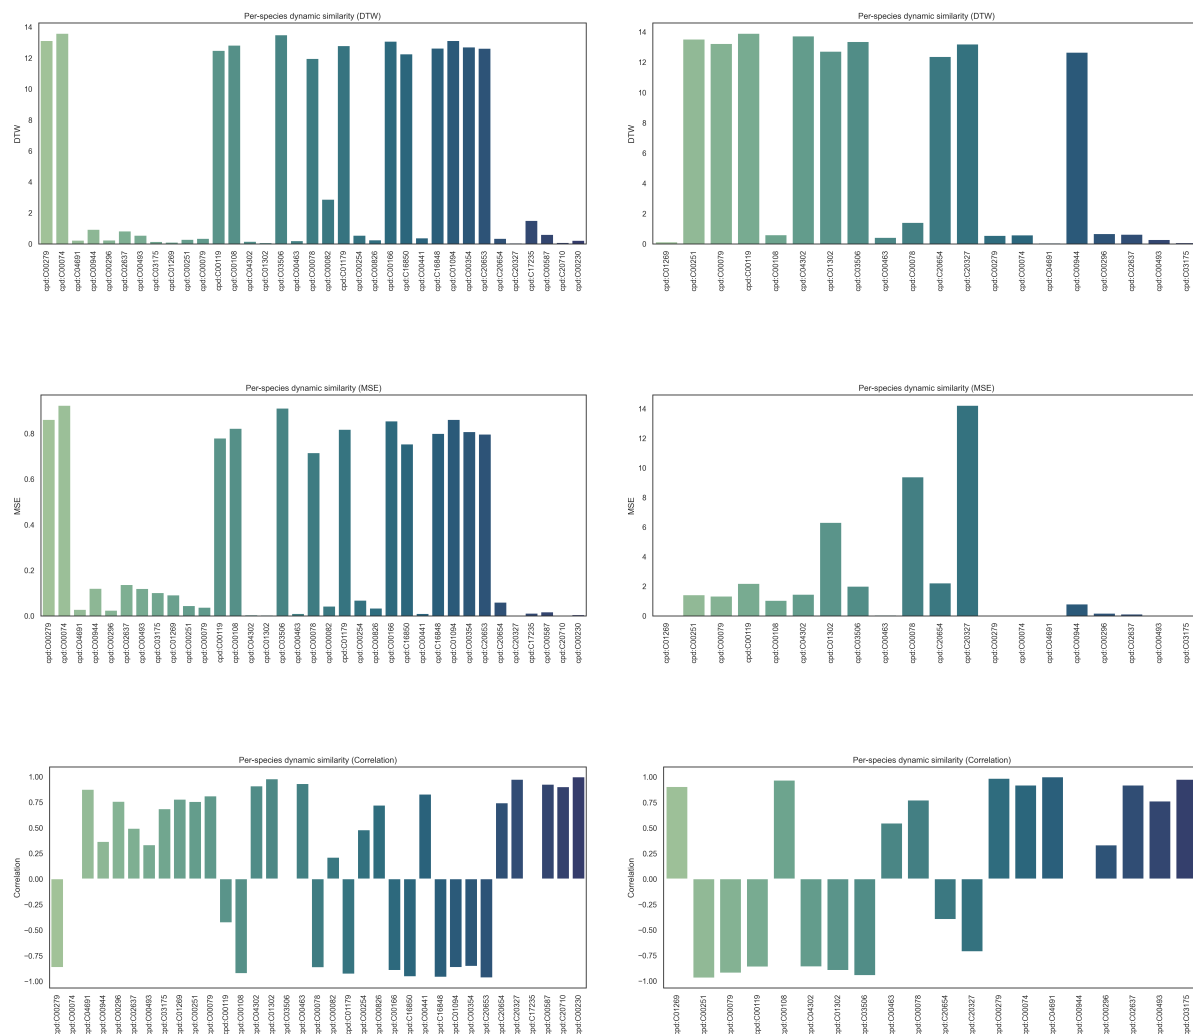 Per-species dynamic similarity (DTW)
DTW
14
12
10
8
6
4
2
0
cpd:C00279
cpd:C00074
cpd:C04691
cpd:C00944
cpd:C00296
cpd:C02637
cpd:C00493
cpd:C03175
cpd:C01269
cpd:C00251
cpd:C00079
cpd:C00119
cpd:C00108
cpd:C04302
cpd:C01302
cpd:C03506
cpd:C00463
cpd:C00078
cpd:C00082
cpd:C01179
cpd:C00254
cpd:C00826
cpd:C00166
cpd:C16850
cpd:C00441
cpd:C16848
cpd:C01094
cpd:C00354
cpd:C20653
cpd:C20654
cpd:C20327
cpd:C17235
cpd:C00587
cpd:C20710
cpd:C00230
Per-species dynamic similarity (DTW)
DTW
14
12
10
8
6
4
2
0
cpd:C01269
cpd:C00251
cpd:C00079
cpd:C00119
cpd:C00108
cpd:C04302
cpd:C01302
cpd:C03506
cpd:C00463
cpd:C00078
cpd:C20654
cpd:C20327
cpd:C00279
cpd:C00074
cpd:C04691
cpd:C00944
cpd:C00296
cpd:C02637
cpd:C00493
cpd:C03175
Per-species dynamic similarity (MSE)
MSE
0.8
0.6
0.4
0.2
0.0
cpd:C00279
cpd:C00074
cpd:C04691
cpd:C00944
cpd:C00296
cpd:C02637
cpd:C00493
cpd:C03175
cpd:C01269
cpd:C00251
cpd:C00079
cpd:C00119
cpd:C00108
cpd:C04302
cpd:C01302
cpd:C03506
cpd:C00463
cpd:C00078
cpd:C00082
cpd:C01179
cpd:C00254
cpd:C00826
cpd:C00166
cpd:C16850
cpd:C00441
cpd:C16848
cpd:C01094
cpd:C00354
cpd:C20653
cpd:C20654
cpd:C20327
cpd:C17235
cpd:C00587
cpd:C20710
cpd:C00230
Per-species dynamic similarity (MSE)
MSE
14
12
10
8
6
4
2
0
cpd:C01269
cpd:C00251
cpd:C00079
cpd:C00119
cpd:C00108
cpd:C04302
cpd:C01302
cpd:C03506
cpd:C00463
cpd:C00078
cpd:C20654
cpd:C20327
cpd:C00279
cpd:C00074
cpd:C04691
cpd:C00944
cpd:C00296
cpd:C02637
cpd:C00493
cpd:C03175
Per-species dynamic similarity (Correlation)
Correlation
1.00
0.75
0.50
0.25
0.00
−0.25
−0.50
−0.75
−1.00
cpd:C00279
cpd:C00074
cpd:C04691
cpd:C00944
cpd:C00296
cpd:C02637
cpd:C00493
cpd:C03175
cpd:C01269
cpd:C00251
cpd:C00079
cpd:C00119
cpd:C00108
cpd:C04302
cpd:C01302
cpd:C03506
cpd:C00463
cpd:C00078
cpd:C00082
cpd:C01179
cpd:C00254
cpd:C00826
cpd:C00166
cpd:C16850
cpd:C00441
cpd:C16848
cpd:C01094
cpd:C00354
cpd:C20653
cpd:C20654
cpd:C20327
cpd:C17235
cpd:C00587
cpd:C20710
cpd:C00230
Per-species dynamic similarity (Correlation)
Correlation
1.00
0.75
0.50
0.25
0.00
−0.25
−0.50
−0.75
−1.00
cpd:C01269
cpd:C00251
cpd:C00079
cpd:C00119
cpd:C00108
cpd:C04302
cpd:C01302
cpd:C03506
cpd:C00463
cpd:C00078
cpd:C20654
cpd:C20327
cpd:C00279
cpd:C00074
cpd:C04691
cpd:C00944
cpd:C00296
cpd:C02637
cpd:C00493
cpd:C03175